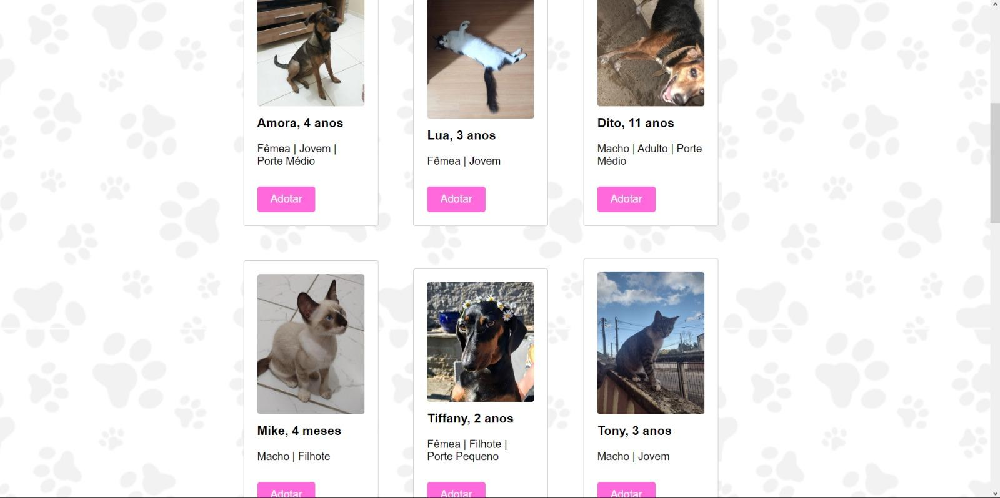 Amora, 4 anos
Fêmea | Jovem |
Porte Médio
Adotar
Lua, 3 anos
Fêmea | Jovem
Adotar
Dito, 11 anos
Macho | Adulto | Porte
Médio
Adotar
Mike, 4 meses
Macho | Filhote
Adotar
Tiffany, 2 anos
Fêmea | Filhote |
Porte Pequeno
Adotar
Tony, 3 anos
Macho | Jovem
Adotar